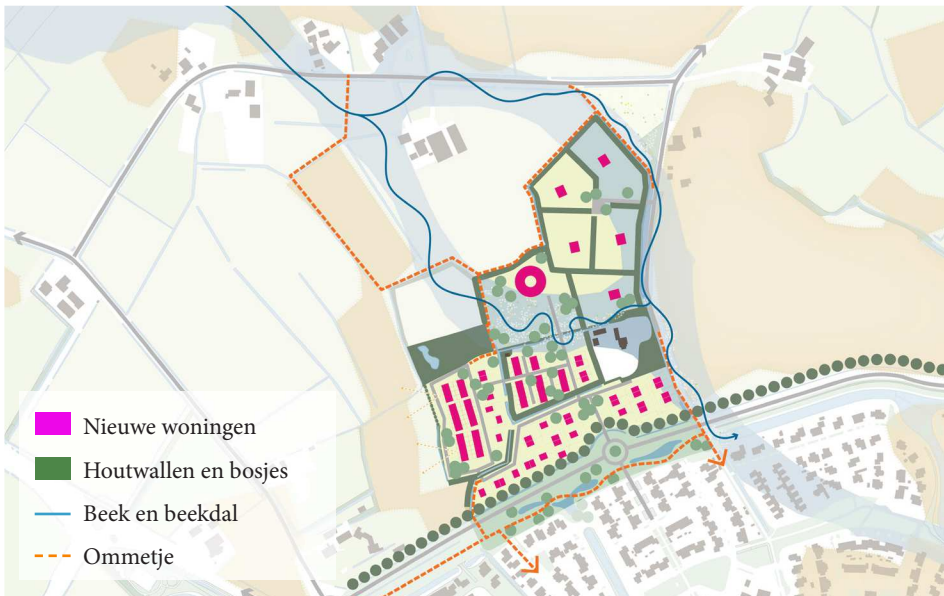 Nieuwe woningen
Houtwallen en bosjes
Beek en beekdal
Ommetje